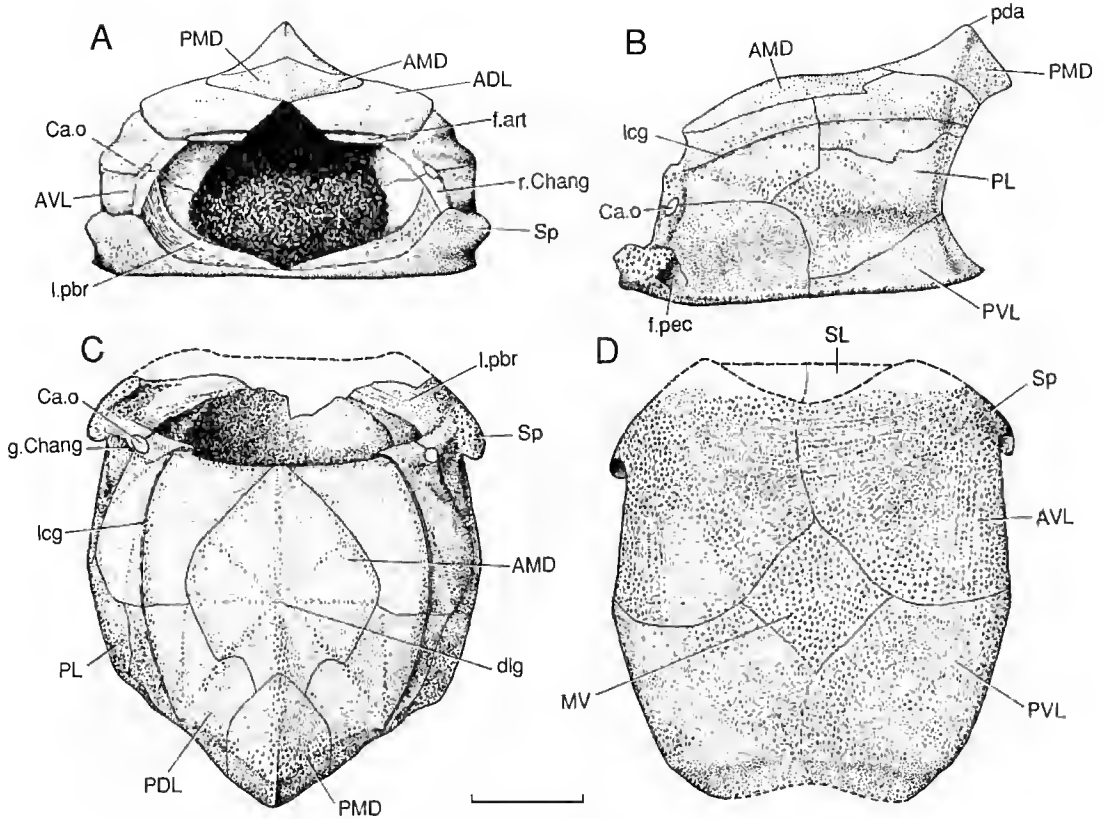 A
PMD
AMD
ADL
Ca.o
f.art
AVL
r.Chang
Sp
l.pbr
B
pda
AMD
PMD
lcg
PL
Ca.o
f.pec
PVL
C
l.pbr
Ca.o
Sp
g.Chang
lcg
AMD
PL
dlg
PDL
PMD
D
SL
Sp
AVL
MV
PVL